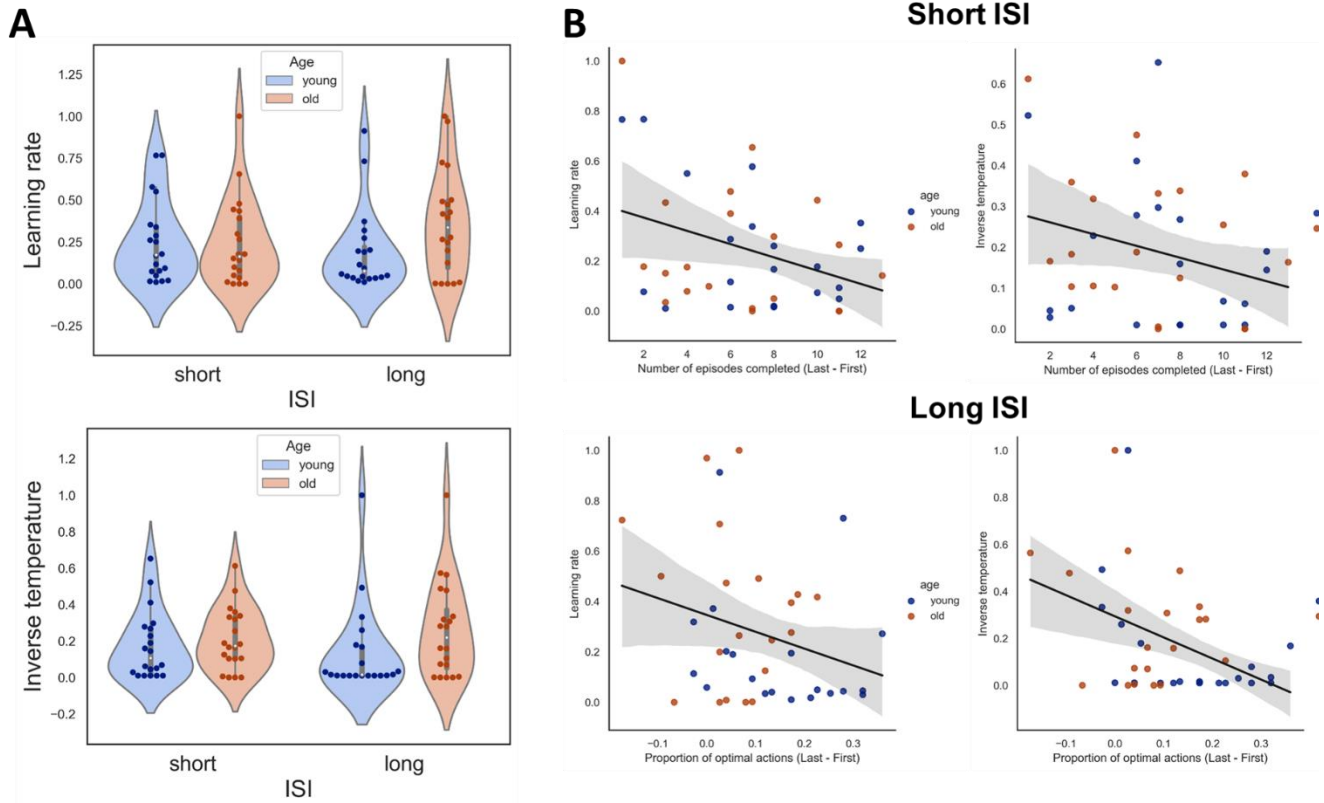 A
Learning rate
1.25
1.00
0.75
0.50
0.25
0.00
−0.25
Age
young
old
short
long
ISI
Inverse temperature
1.2
1.0
0.8
0.6
0.4
0.2
0.0
−0.2
Age
young
old
short
long
ISI
B
Short ISI
Learning rate
1.0
0.8
0.6
0.4
0.2
0.0
2 4 6 8 10 12
Number of episodes completed (Last - First)
age
young
old
Inverse temperature
0.6
0.5
0.4
0.3
0.2
0.1
0.0
2 4 6 8 10 12
Number of episodes completed (Last - First)
Long ISI
Learning rate
1.0
0.8
0.6
0.4
0.2
0.0
−0.1 0.0 0.1 0.2 0.3
Proportion of optimal actions (Last - First)
age
young
old
Inverse temperature
1.0
0.8
0.6
0.4
0.2
0.0
−0.1 0.0 0.1 0.2 0.3
Proportion of optimal actions (Last - First)